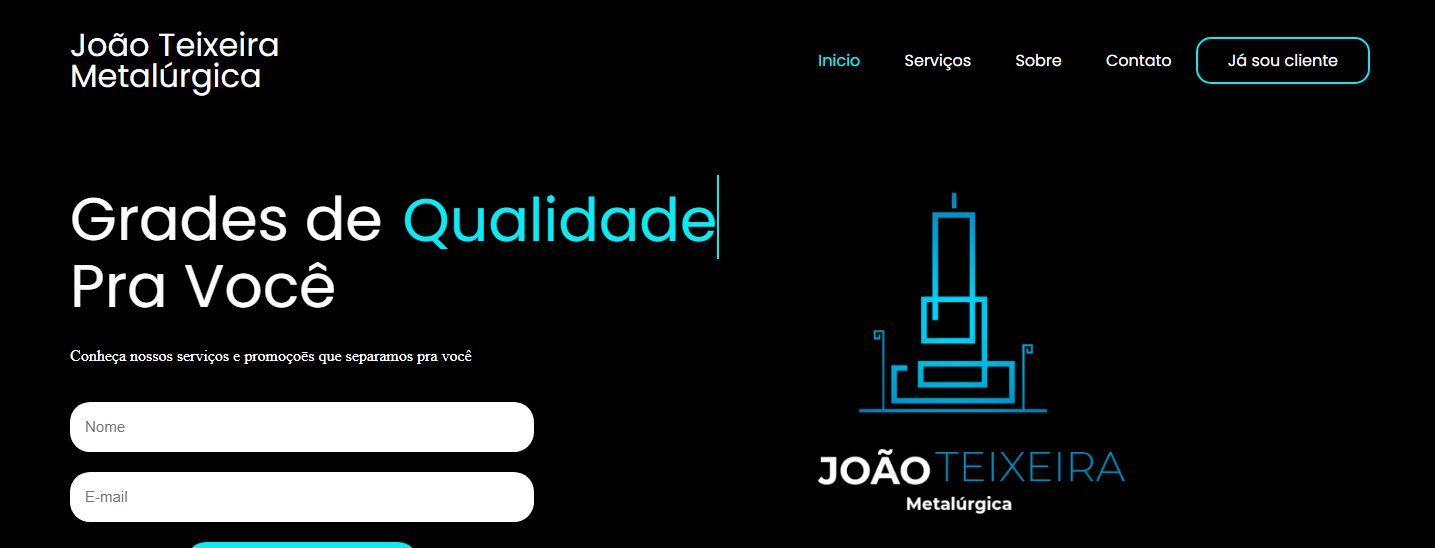 João Teixeira
Metalúrgica
Inicio
Serviços
Sobre
Contato
Já sou cliente
Grades de Qualidade
Pra Você
Conheça nossos serviços e promoçoẽs que separamos pra você
Nome
E-mail
JOÃO TEIXEIRA
Metalúrgica